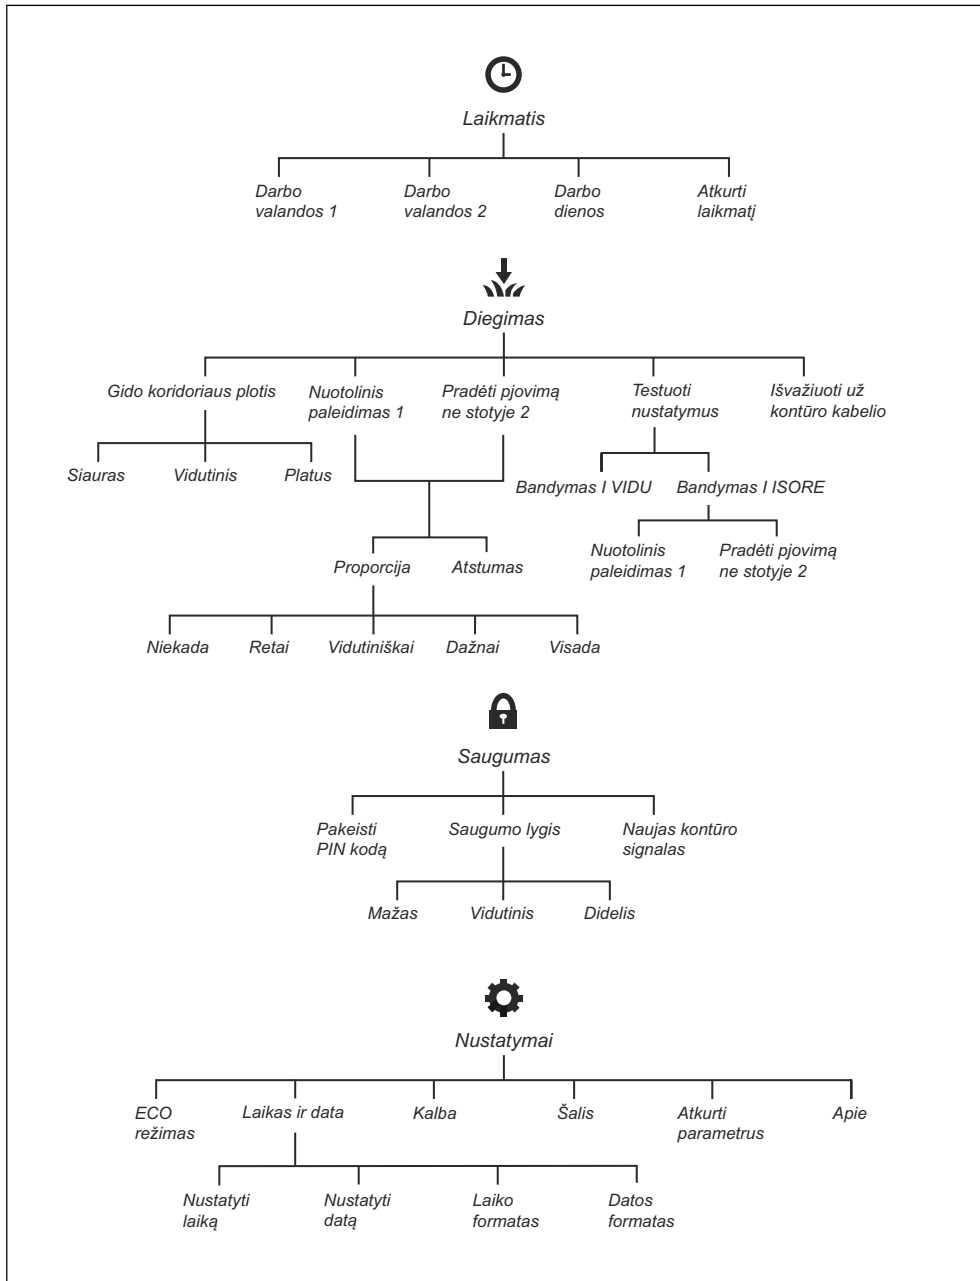 Laikmatis
Darbo
valandos 1
Darbo
valandos 2
Darbo
dienos
Atkurti
laikmatį
Diegimas
Gido koridoriaus plotis
Nuotolinis
paleidimas 1
Pradėti pjovimą
ne stotyje 2
Testuoti
nustatymus
Išvažiuoti už
kontūro kabelio
Siauras
Vidutinis
Platus
Bandymas I VIDU
Bandymas I ISORE
Nuotolinis
paleidimas 1
Pradėti pjovimą
ne stotyje 2
Proporcija
Atstumas
Niekada
Retai
Vidutiniškai
Dažnai
Visada
Saugumas
Pakeisti
PIN kodą
Saugumo lygis
Naujas kontūro
signalas
Mažas
Vidutinis
Didelis
Nustatymai
ECO
režimas
Laikas ir data
Kalba
Šalis
Atkurti
parametrus
Apie
Nustatyti
laiką
Nustatyti
datą
Laiko
formatas
Datos
formatas